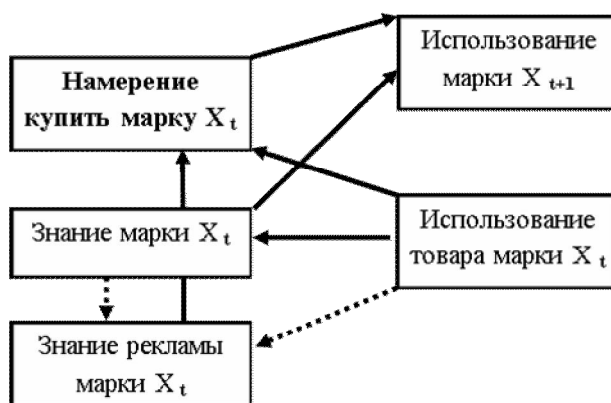 Намерение
купить марку X t
Использование
марки X t+1
Знание марки X t
Использование
товара марки X t
Знание рекламы
марки X t